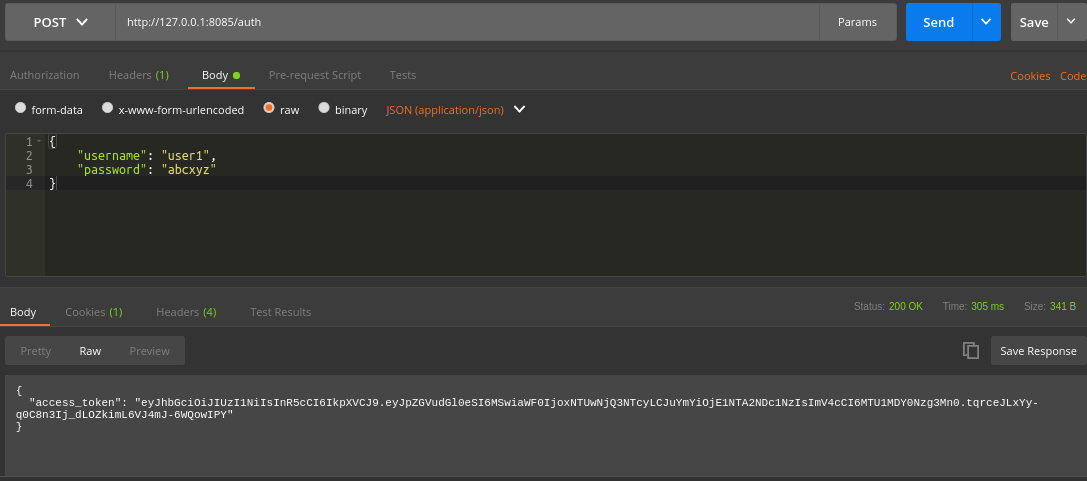 POST http://127.0.0.1:8085/auth Params Send Save
Authorization Headers (1) Body Pre-request Script Tests Cookies Code
form-data x-www-form-urlencoded raw binary JSON (application/json)
1 {
2 "username": "user1",
3 "password": "abcxyz"
4 }
Body Cookies (1) Headers (4) Test Results Status: 200 OK Time: 305 ms Size: 341 B
Pretty Raw Preview Save Response
{
"access_token": "eyJhbGciOiJIUzI1NiIsInR5cCI6IkpXVCJ9.eyJpZGVudGl0eSI6MSwiaWF0IjoxNTUwNjQ3NTcyLCJuYmYiOjE1NTA2NDc1NzIsImV4cCI6MTU1MDY0Nzg3Mn0.tqrceJLxYy-
q0C8n3Ij_dLOZkimL6VJ4mJ-6WQowIPY"
}